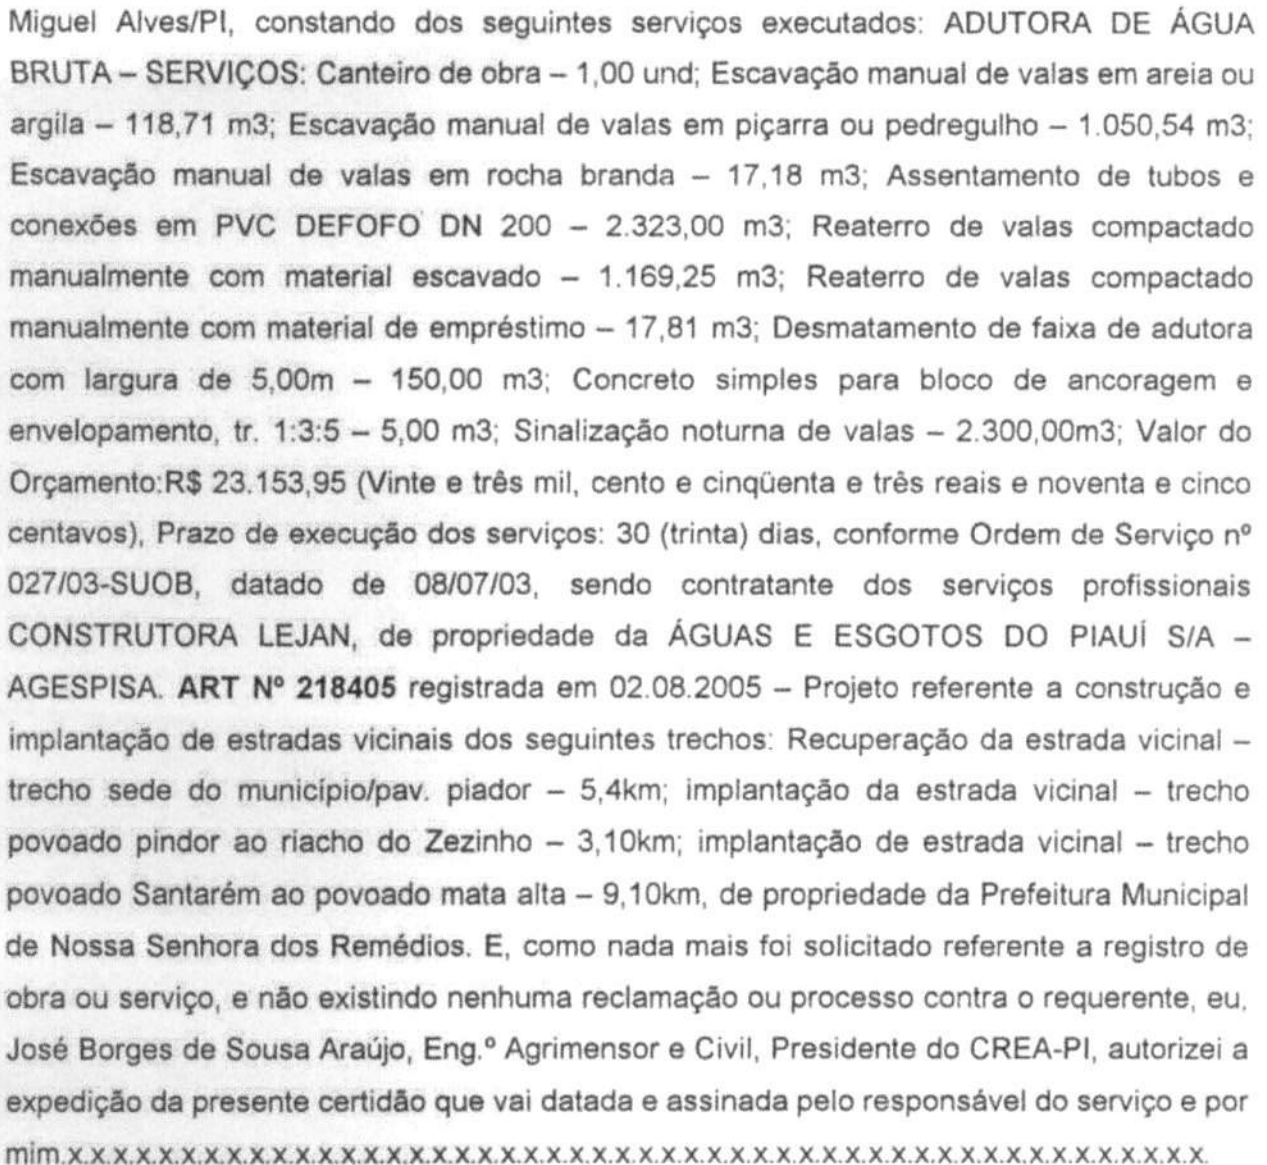 Miguel Alves/PI, constando dos seguintes serviços executados: ADUTORA DE ÁGUA
BRUTA – SERVIÇOS: Canteiro de obra – 1,00 und; Escavação manual de valas em areia ou
argila – 118,71 m3; Escavação manual de valas em piçarra ou pedregulho – 1.050,54 m3;
Escavação manual de valas em rocha branda – 17,18 m3; Assentamento de tubos e
conexões em PVC DEFOFO DN 200 – 2.323,00 m3; Reaterro de valas compactado
manualmente com material escavado – 1.169,25 m3; Reaterro de valas compactado
manualmente com material de empréstimo – 17,81 m3; Desmatamento de faixa de adutora
com largura de 5,00m – 150,00 m3; Concreto simples para bloco de ancoragem e
envelopamento, tr. 1:3:5 – 5,00 m3; Sinalização noturna de valas – 2.300,00m3; Valor do
Orçamento:R$ 23.153,95 (Vinte e três mil, cento e cinqüenta e três reais e noventa e cinco
centavos), Prazo de execução dos serviços: 30 (trinta) dias, conforme Ordem de Serviço nº
027/03-SUOB, datado de 08/07/03, sendo contratante dos serviços profissionais
CONSTRUTORA LEJAN, de propriedade da ÁGUAS E ESGOTOS DO PIAUÍ S/A –
AGESPISA. ART Nº 218405 registrada em 02.08.2005 – Projeto referente a construção e
implantação de estradas vicinais dos seguintes trechos: Recuperação da estrada vicinal –
trecho sede do município/pav. piador – 5,4km; implantação da estrada vicinal – trecho
povoado pindor ao riacho do Zezinho – 3,10km; implantação de estrada vicinal – trecho
povoado Santarém ao povoado mata alta – 9,10km, de propriedade da Prefeitura Municipal
de Nossa Senhora dos Remédios. E, como nada mais foi solicitado referente a registro de
obra ou serviço, e não existindo nenhuma reclamação ou processo contra o requerente, eu,
José Borges de Sousa Araújo, Eng.º Agrimensor e Civil, Presidente do CREA-PI, autorizei a
expedição da presente certidão que vai datada e assinada pelo responsável do serviço e por
mim.x.x.x.x.x.x.x.x.x.x.x.x.x.x.x.x.x.x.x.x.x.x.x.x.x.x.x.x.x.x.x.x.x.x.x.x.x.x.x.x.x.x.x.x.x.x.x.x.x.x.